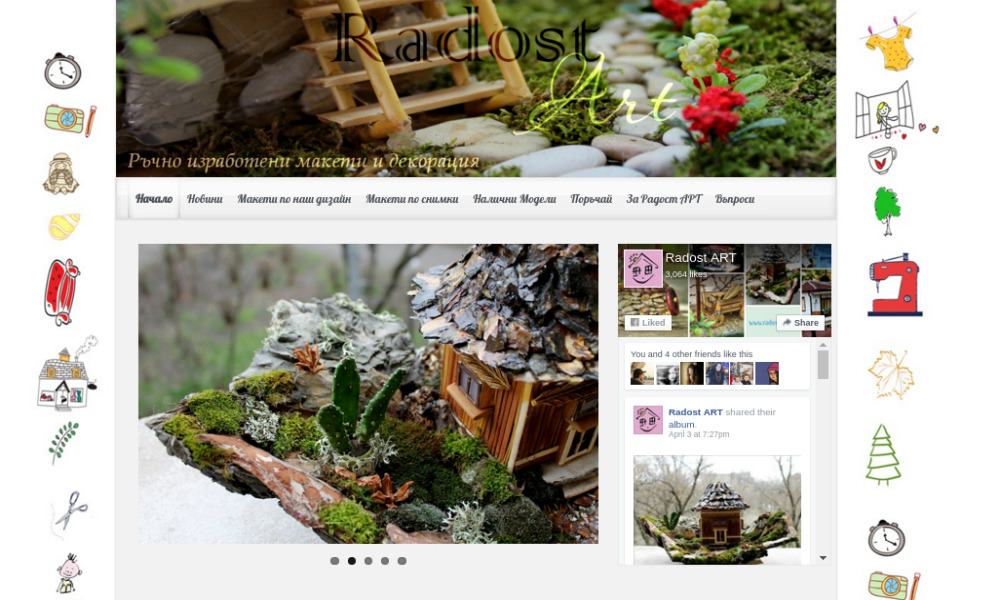 Radost
Art
Ръчно изработени макети и декорация
Начало Новини Макети по наш дизайн Макети по снимки Налични Модели Поръчай За Радост АРТ Въпроси
Radost ART
3,064 likes
Liked
Share
You and 4 other friends like this
Radost ART shared their
album.
April 3 at 7:27pm